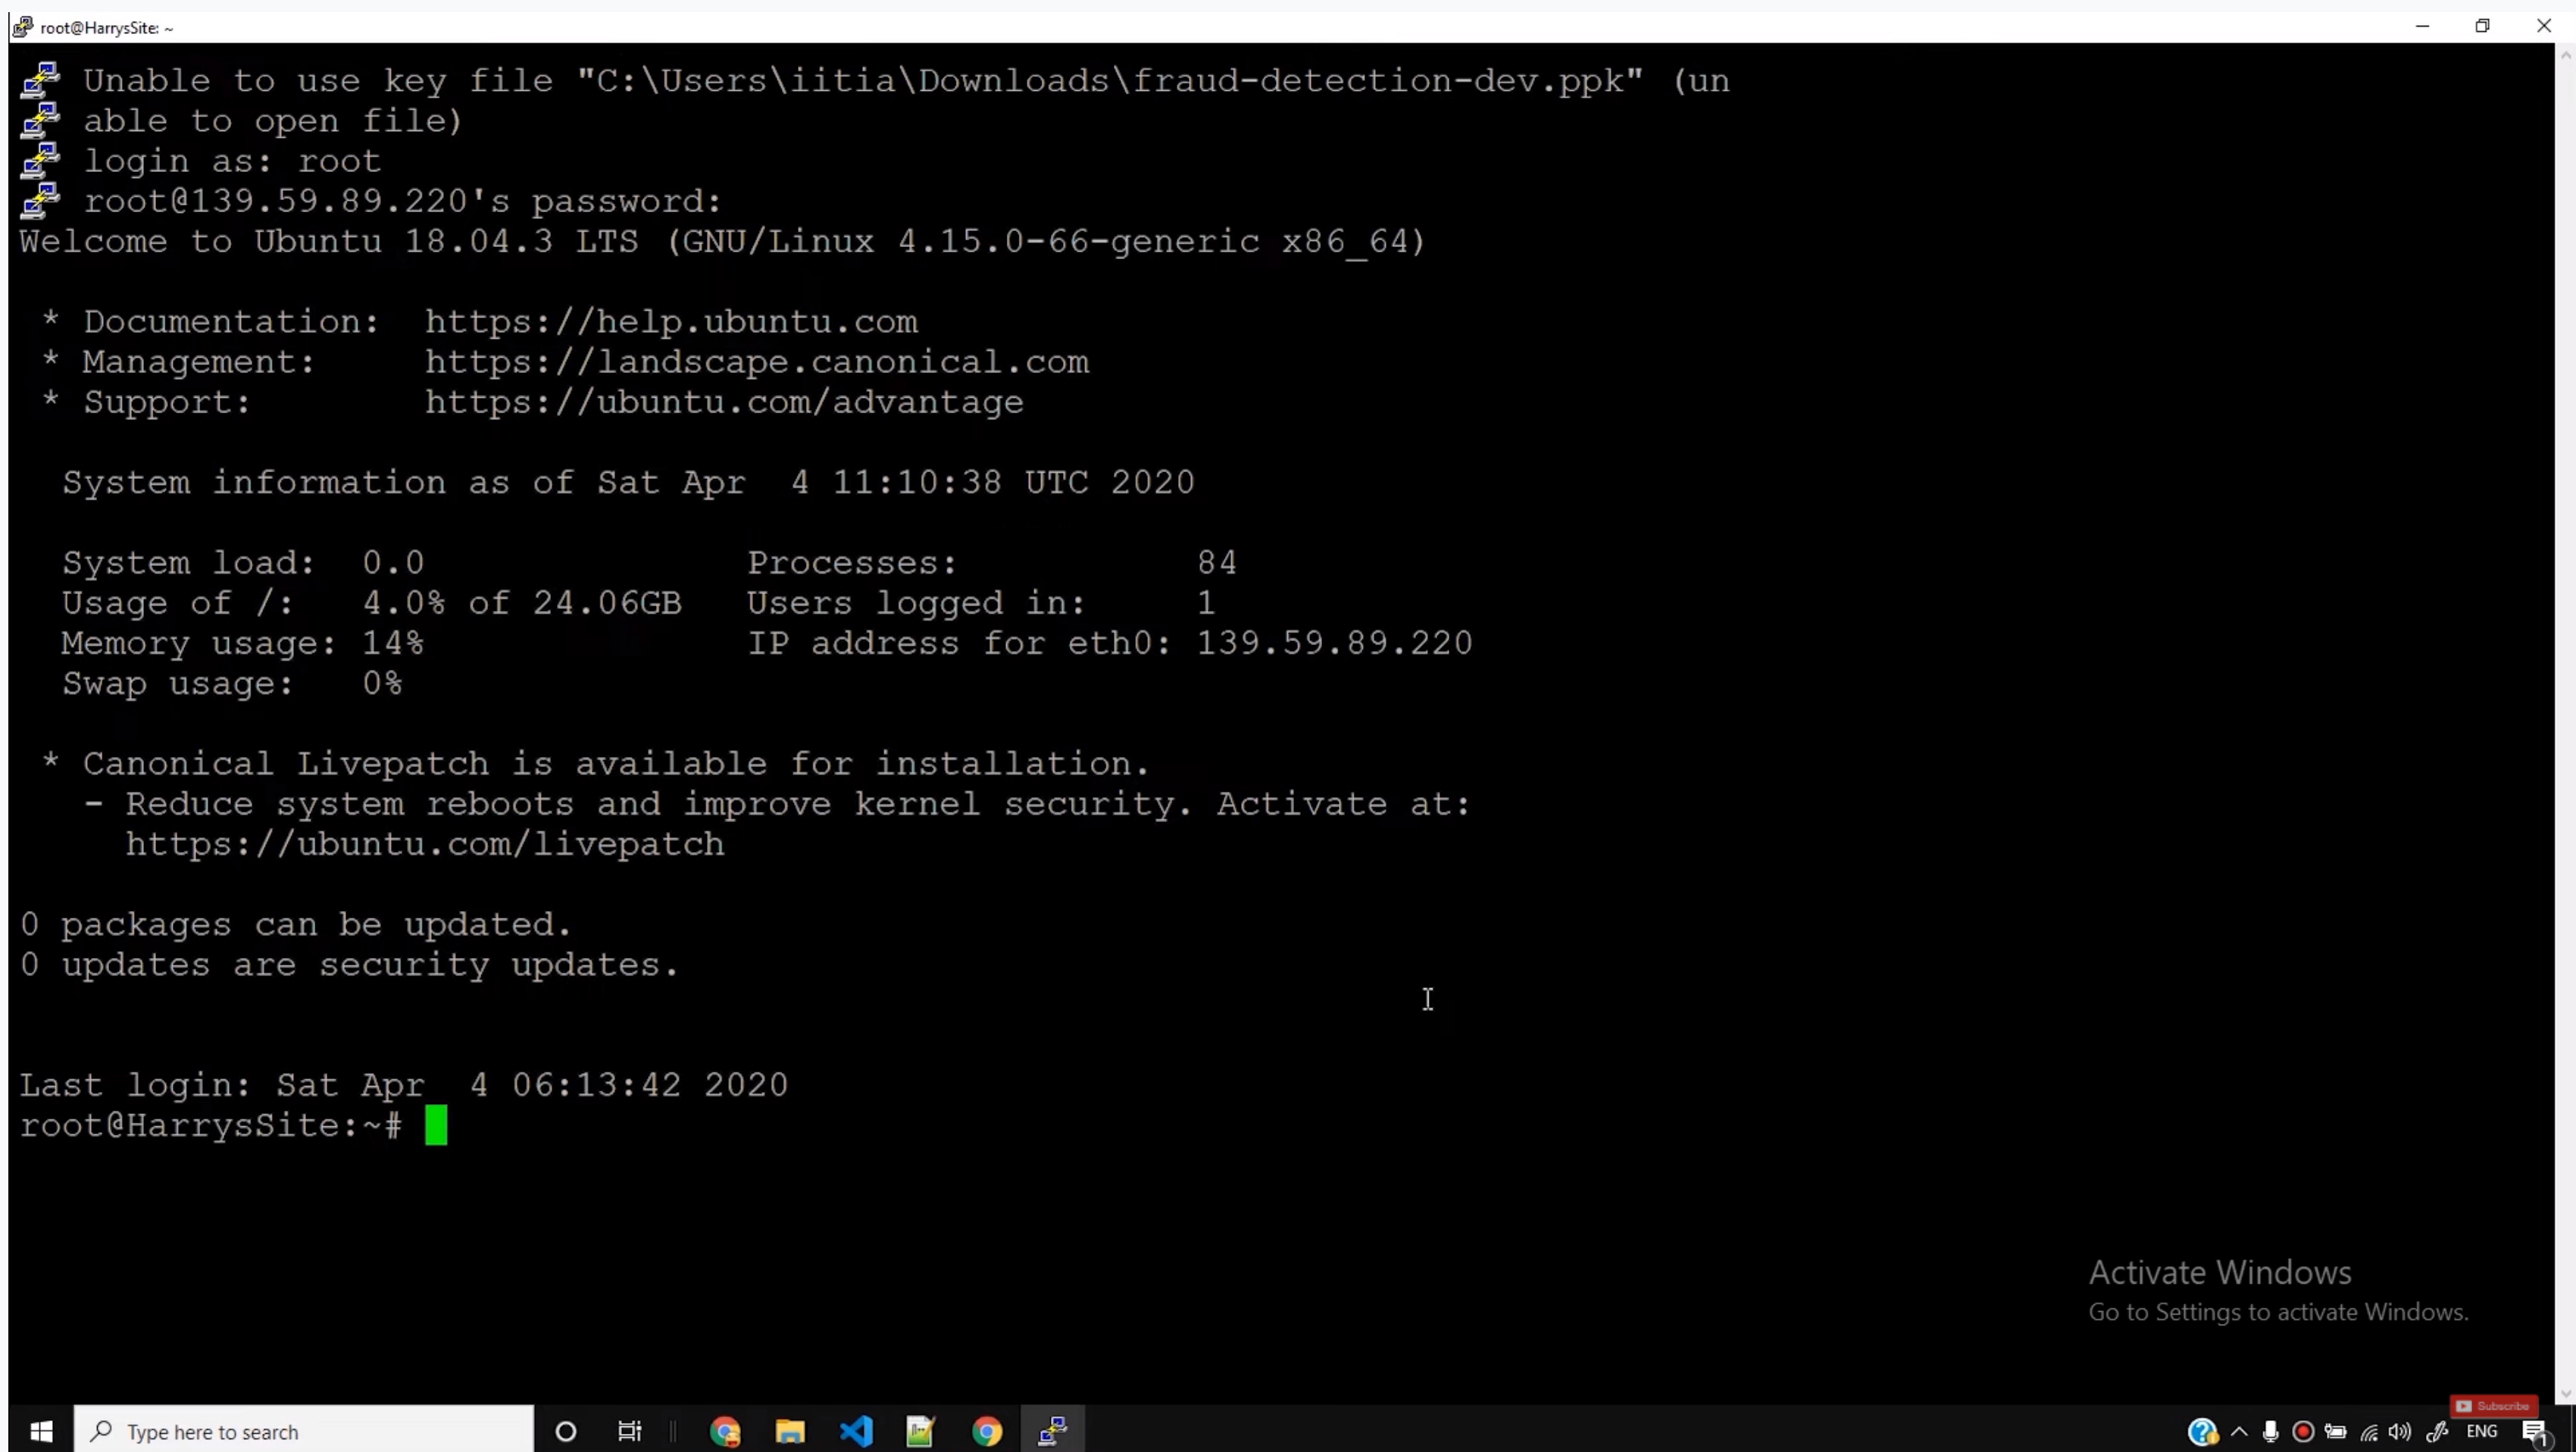 root@HarrysSite: ~
Unable to use key file "C:\Users\iitia\Downloads\fraud-detection-dev.ppk" (un
able to open file)
login as: root
root@139.59.89.220's password:
Welcome to Ubuntu 18.04.3 LTS (GNU/Linux 4.15.0-66-generic x86_64)
* Documentation:  https://help.ubuntu.com
* Management:     https://landscape.canonical.com
* Support:        https://ubuntu.com/advantage
System information as of Sat Apr  4 11:10:38 UTC 2020
System load:  0.0               Processes:           84
Usage of /:   4.0% of 24.06GB   Users logged in:     1
Memory usage: 14%               IP address for eth0: 139.59.89.220
Swap usage:   0%
* Canonical Livepatch is available for installation.
- Reduce system reboots and improve kernel security. Activate at:
https://ubuntu.com/livepatch
0 packages can be updated.
0 updates are security updates.
Last login: Sat Apr  4 06:13:42 2020
root@HarrysSite:~#
Activate Windows
Go to Settings to activate Windows.
Subscribe
Type here to search
ENG
1